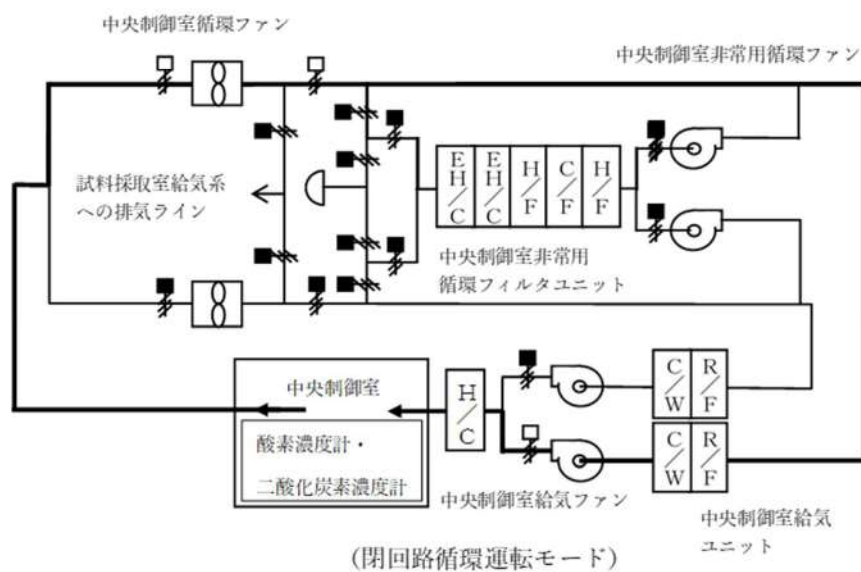 中央制御室循環ファン
中央制御室非常用循環ファン
試料採取室給気系
への排気ライン
EH/C
EH/C
H/F
C/F
H/F
中央制御室非常用
循環フィルタユニット
中央制御室
酸素濃度計・
二酸化炭素濃度計
H/C
C/W
R/F
C/W
R/F
中央制御室給気ファン
中央制御室給気
ユニット
(閉回路循環運転モード)